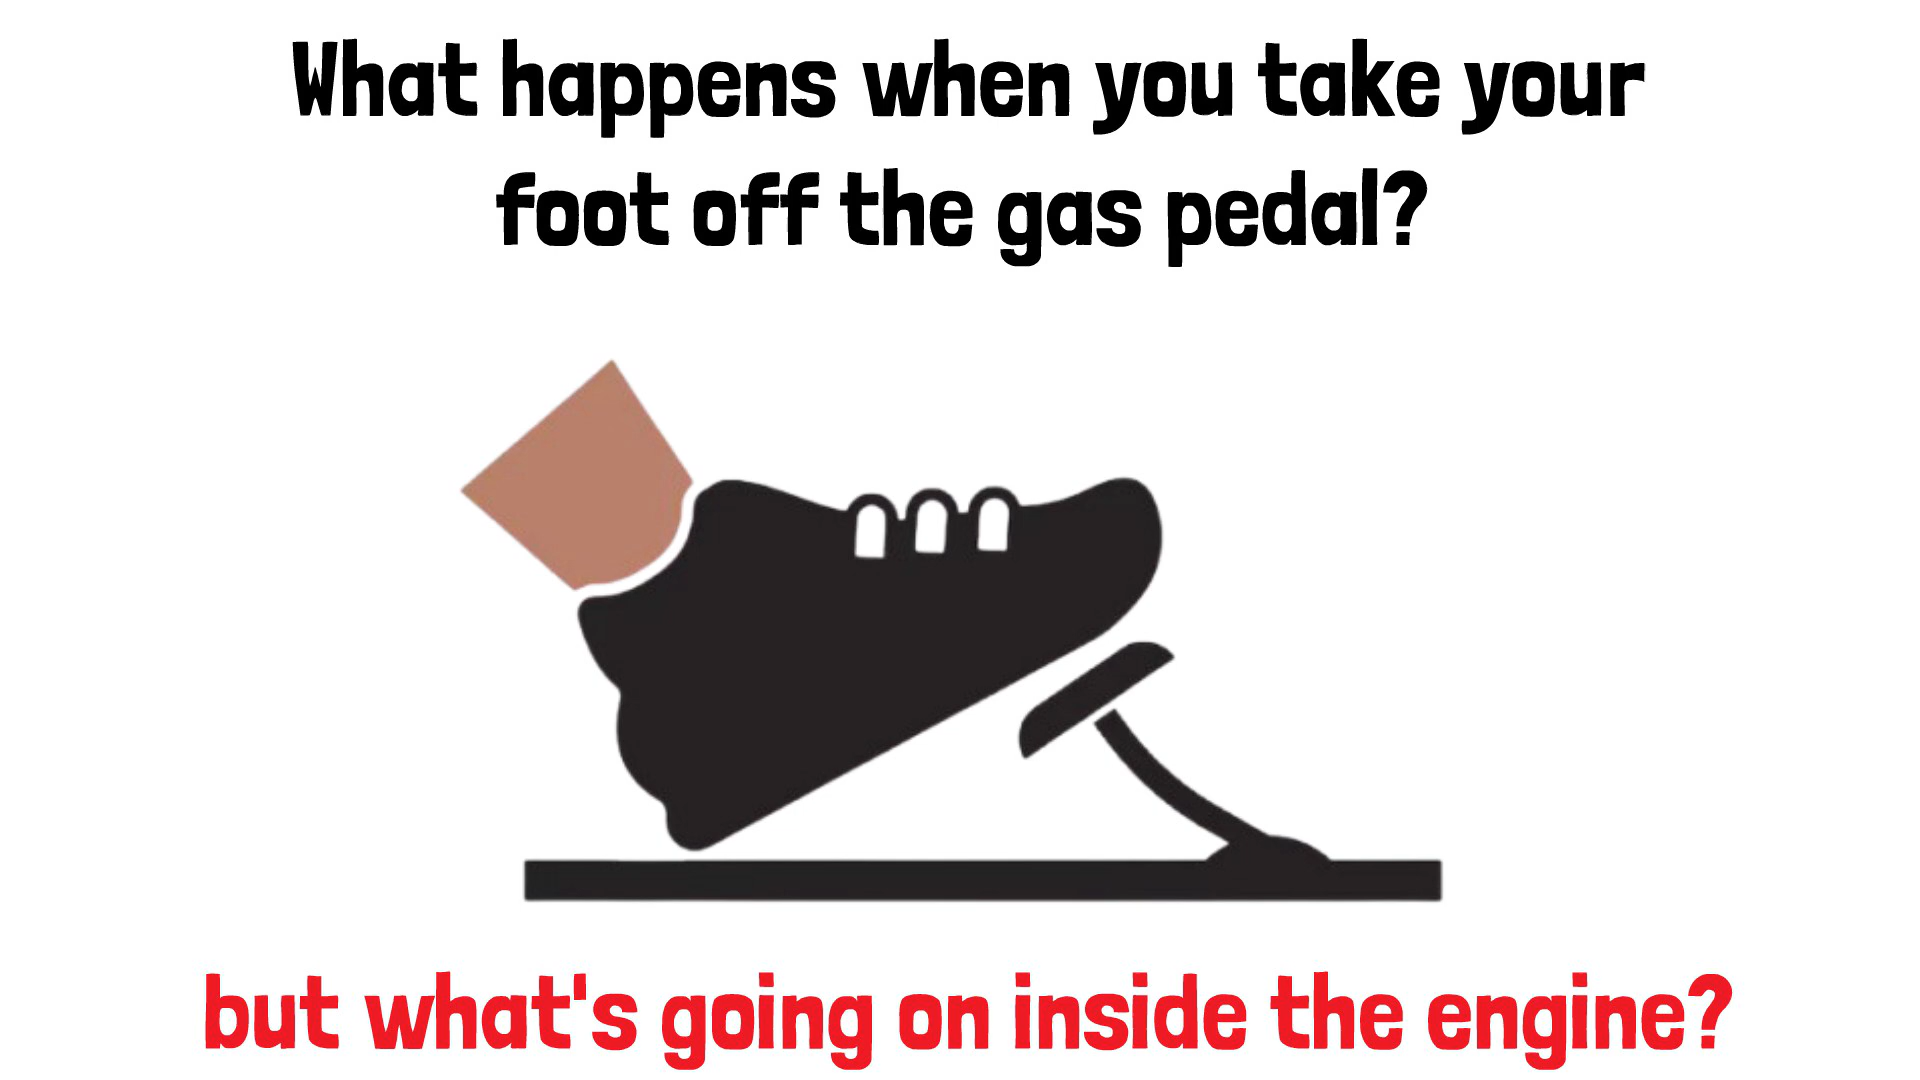 What happens when you take your
foot off the gas pedal?
but what's going on inside the engine?